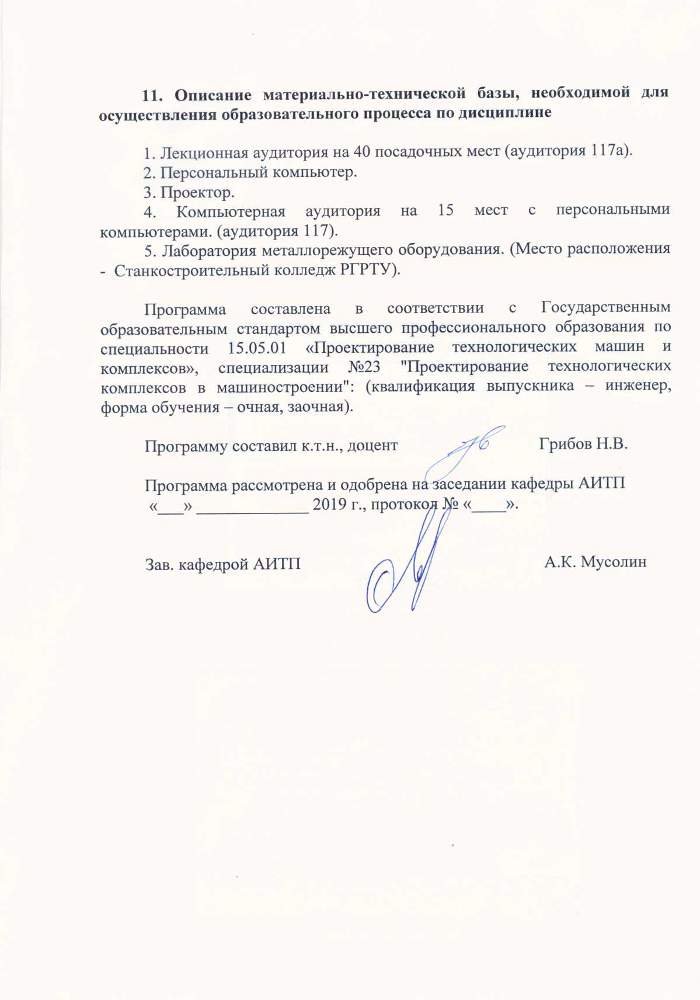 11. Описание материально-технической базы, необходимой для
осуществления образовательного процесса по дисциплине
1. Лекционная аудитория на 40 посадочных мест (аудитория 117а).
2. Персональный компьютер.
3. Проектор.
4. Компьютерная аудитория на 15 мест с персональными
компьютерами. (аудитория 117).
5. Лаборатория металлорежущего оборудования. (Место расположения
- Станкостроительный колледж РГРТУ).
Программа составлена в соответствии с Государственным
образовательным стандартом высшего профессионального образования по
специальности 15.05.01 «Проектирование технологических машин и
комплексов», специализации №23 "Проектирование технологических
комплексов в машиностроении": (квалификация выпускника – инженер,
форма обучения – очная, заочная).
Программу составил к.т.н., доцент Грибов Н.В.
Программа рассмотрена и одобрена на заседании кафедры АИТП
«___» _____________ 2019 г., протокол № «____».
Зав. кафедрой АИТП А.К. Мусолин